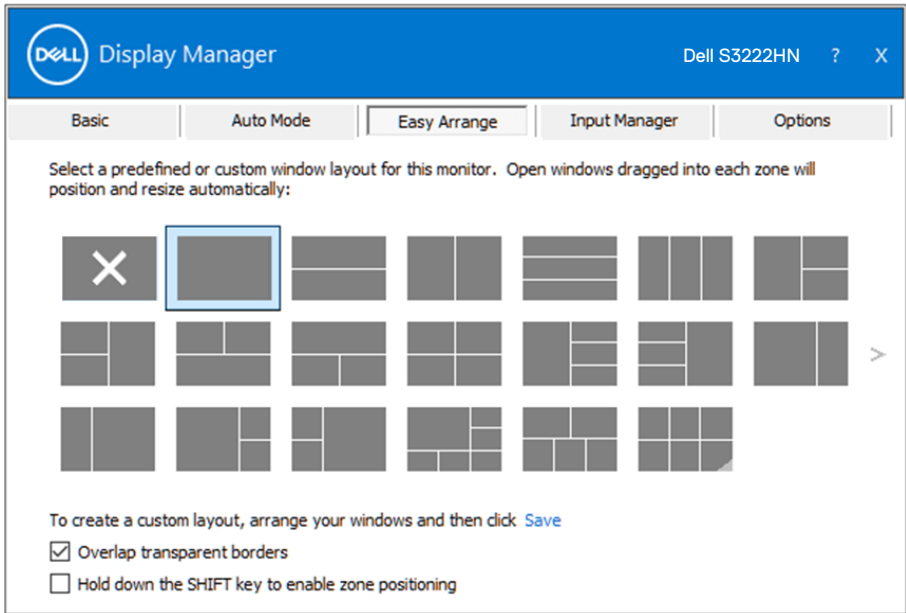 DELL Display Manager Dell S3222HN ? X
Basic Auto Mode Easy Arrange Input Manager Options
Select a predefined or custom window layout for this monitor. Open windows dragged into each zone will
position and resize automatically:
>
To create a custom layout, arrange your windows and then click Save
Overlap transparent borders
Hold down the SHIFT key to enable zone positioning